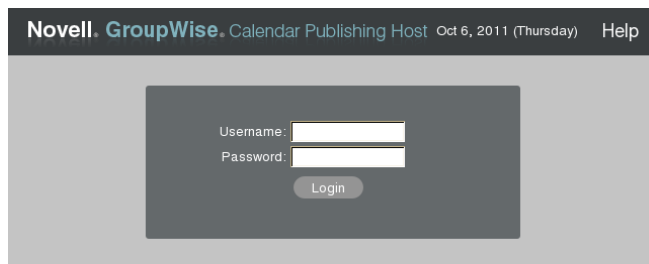 Novell. GroupWise. Calendar Publishing Host Oct 6, 2011 (Thursday) Help
Username:
Password:
Login